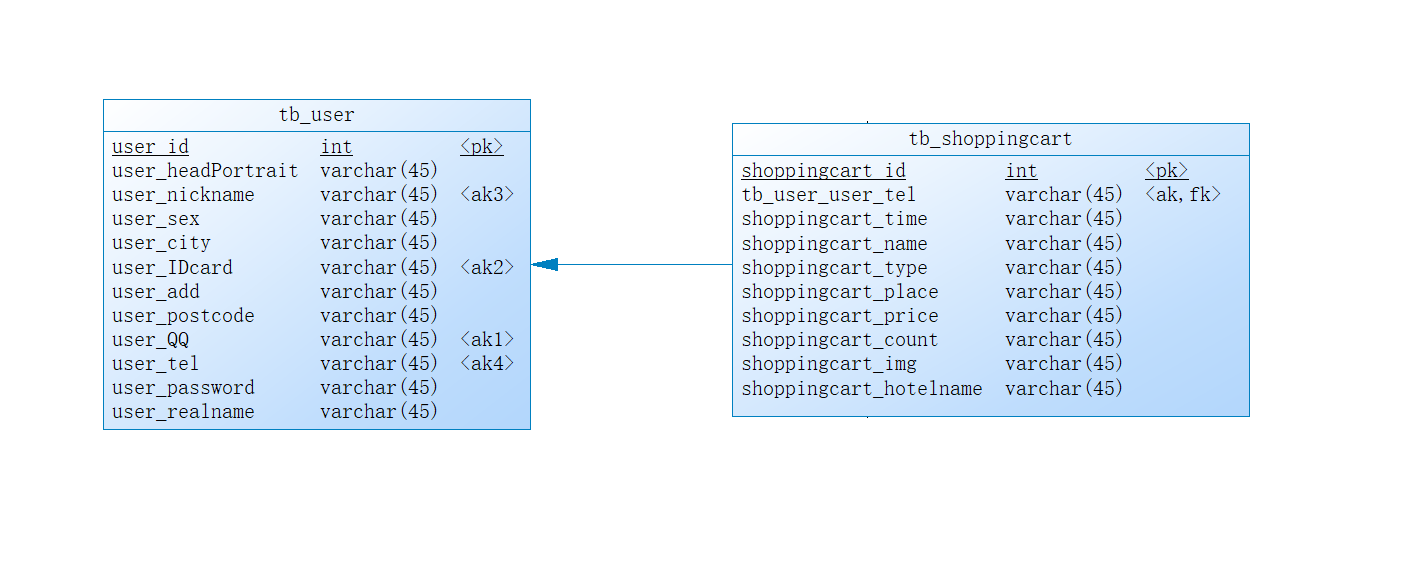 tb_user
user_id int <pk>
user_headPortrait varchar(45)
user_nickname varchar(45) <ak3>
user_sex varchar(45)
user_city varchar(45)
user_IDcard varchar(45) <ak2>
user_add varchar(45)
user_postcode varchar(45)
user_QQ varchar(45) <ak1>
user_tel varchar(45) <ak4>
user_password varchar(45)
user_realname varchar(45)
tb_shoppingcart
shoppingcart_id int <pk>
tb_user_user_tel varchar(45) <ak,fk>
shoppingcart_time varchar(45)
shoppingcart_name varchar(45)
shoppingcart_type varchar(45)
shoppingcart_place varchar(45)
shoppingcart_price varchar(45)
shoppingcart_count varchar(45)
shoppingcart_img varchar(45)
shoppingcart_hotelname varchar(45)